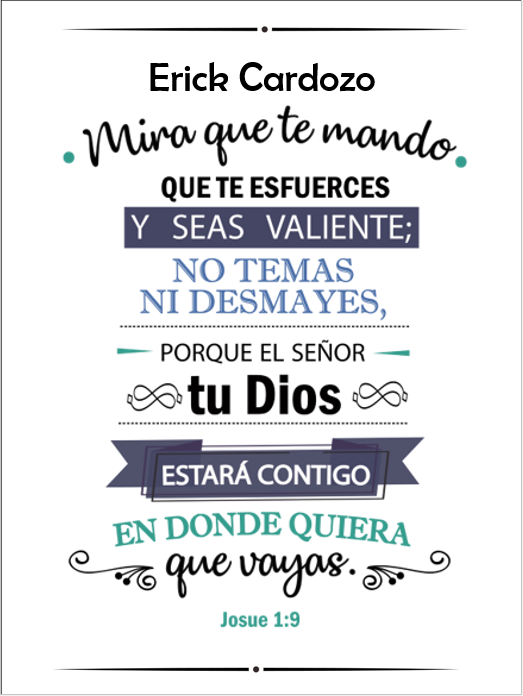 Erick Cardozo
Mira que te mando
QUE TE ESFUERCES
Y SEAS VALIENTE;
NO TEMAS
NI DESMAYES,
PORQUE EL SEÑOR
tu Dios
ESTARÁ CONTIGO
EN DONDE QUIERA
que vayas.
Josue 1:9